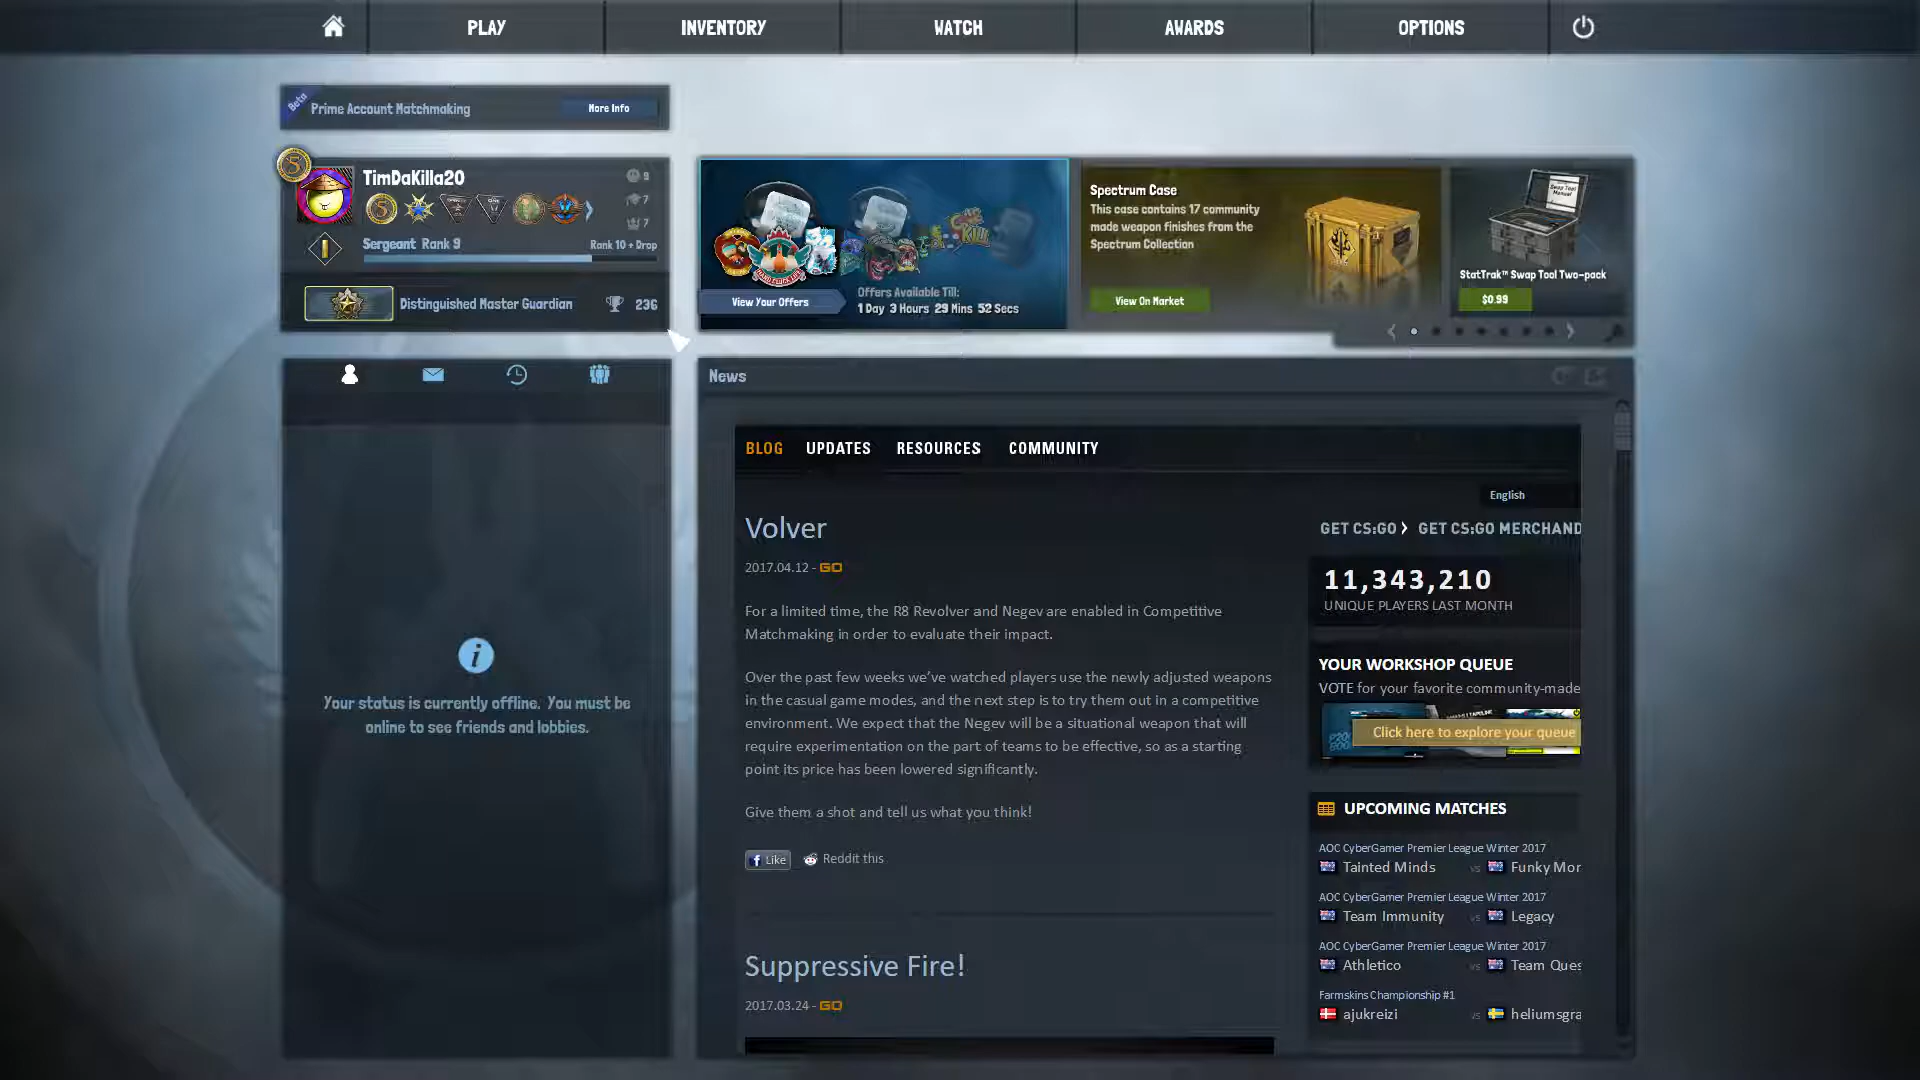 PLAY
INVENTORY
WATCH
AWARDS
OPTIONS
Beta
Prime Account Matchmaking
More Info
5
TimDaKilla20
9
7
7
5
Sergeant Rank 9
Rank 10 + Drop
Distinguished Master Guardian
236
View Your Offers
Offers Available Till:
1 Day 3 Hours 29 Mins 52 Secs
Spectrum Case
This case contains 17 community
made weapon finishes from the
Spectrum Collection
View On Market
Swap Tool
Manual
StatTrak™ Swap Tool Two-pack
$0.99
Your status is currently offline. You must be
online to see friends and lobbies.
News
BLOG
UPDATES
RESOURCES
COMMUNITY
English
Volver
2017.04.12 - GO
For a limited time, the R8 Revolver and Negev are enabled in Competitive
Matchmaking in order to evaluate their impact.
Over the past few weeks we've watched players use the newly adjusted weapons
in the casual game modes, and the next step is to try them out in a competitive
environment. We expect that the Negev will be a situational weapon that will
require experimentation on the part of teams to be effective, so as a starting
point its price has been lowered significantly.
Give them a shot and tell us what you think!
Like
Reddit this
Suppressive Fire!
2017.03.24 - GO
GET CS:GO
GET CS:GO MERCHAND
11,343,210
UNIQUE PLAYERS LAST MONTH
YOUR WORKSHOP QUEUE
VOTE for your favorite community-made
Click here to explore your queue
UPCOMING MATCHES
AOC CyberGamer Premier League Winter 2017
Tainted Minds vs Funky Mor
AOC CyberGamer Premier League Winter 2017
Team Immunity vs Legacy
AOC CyberGamer Premier League Winter 2017
Athletico vs Team Ques
Farmskins Championship #1
ajukreizi vs heliumsgra